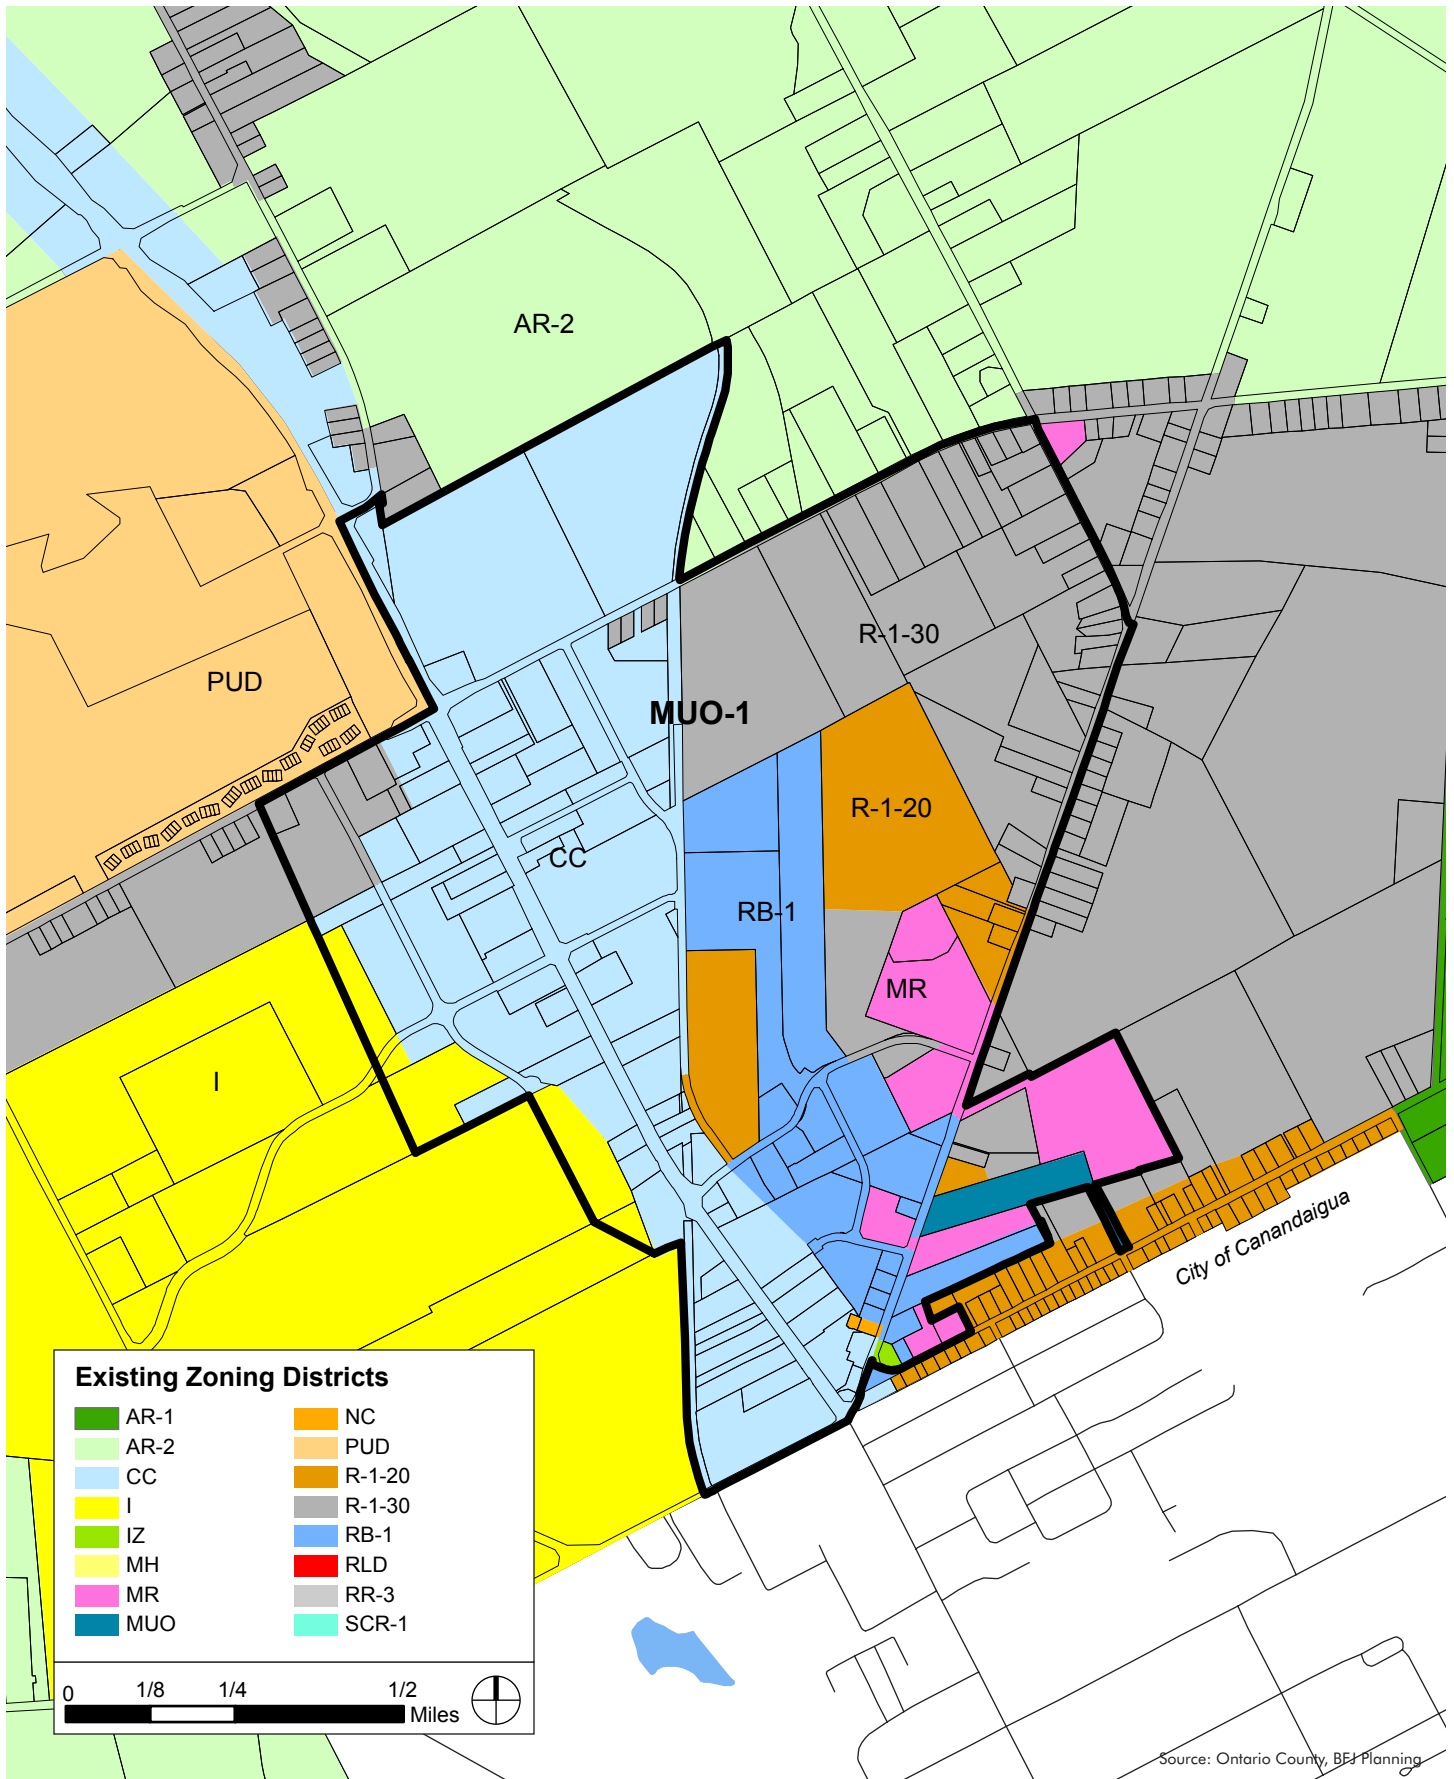 AR-2
R-1-30
PUD
MUO-1
R-1-20
CC
RB-1
MR
I
City of Canandaigua
Existing Zoning Districts
AR-1
AR-2
CC
I
IZ
MH
MR
MUO
NC
PUD
R-1-20
R-1-30
RB-1
RLD
RR-3
SCR-1
0 1/8 1/4 1/2
Miles
Source: Ontario County, BFJ Planning